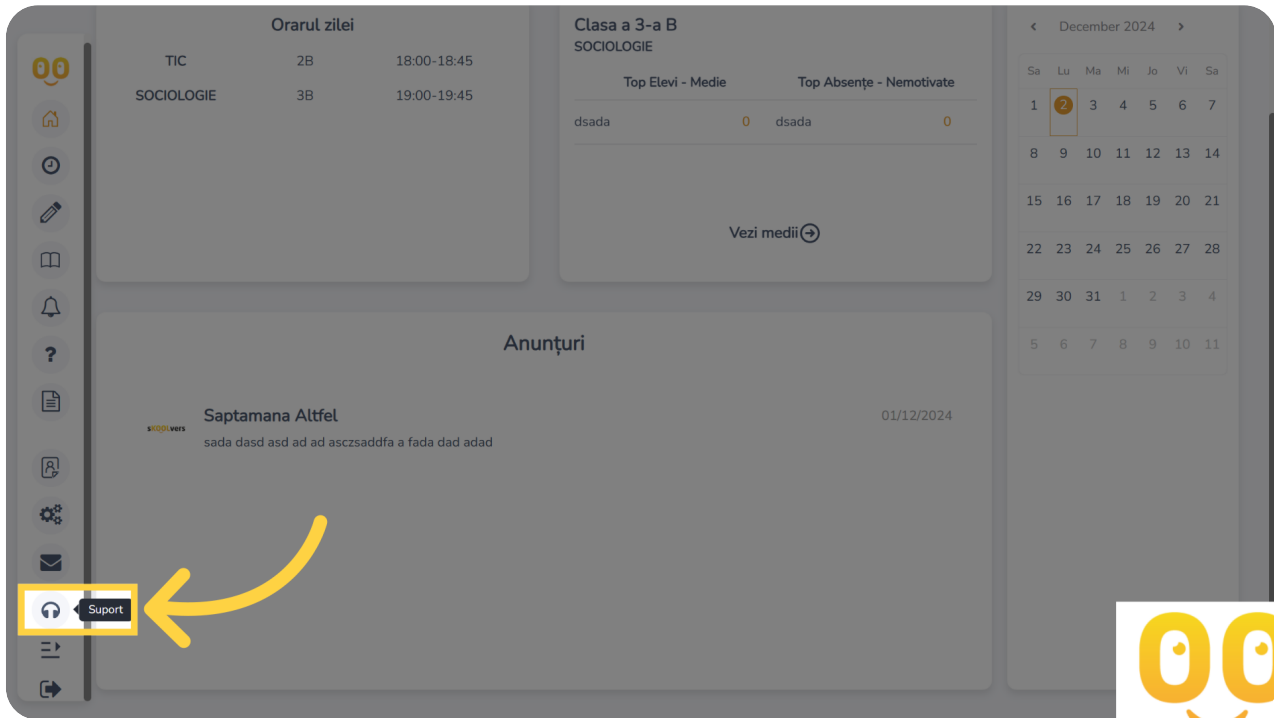 Orarul zilei
TIC 2B 18:00-18:45
SOCIOLOGIE 3B 19:00-19:45
Clasa a 3-a B
SOCIOLOGIE
Top Elevi - Medie Top Absențe - Nemotivate
dsada 0 dsada 0
Vezi medii
December 2024
Sa Lu Ma Mi Jo Vi Sa
1 2 3 4 5 6 7
8 9 10 11 12 13 14
15 16 17 18 19 20 21
22 23 24 25 26 27 28
29 30 31 1 2 3 4
5 6 7 8 9 10 11
Anunțuri
sKOOLvers
Saptamana Altfel 01/12/2024
sada dasd asd ad ad asczsaddfa a fada dad adad
Suport